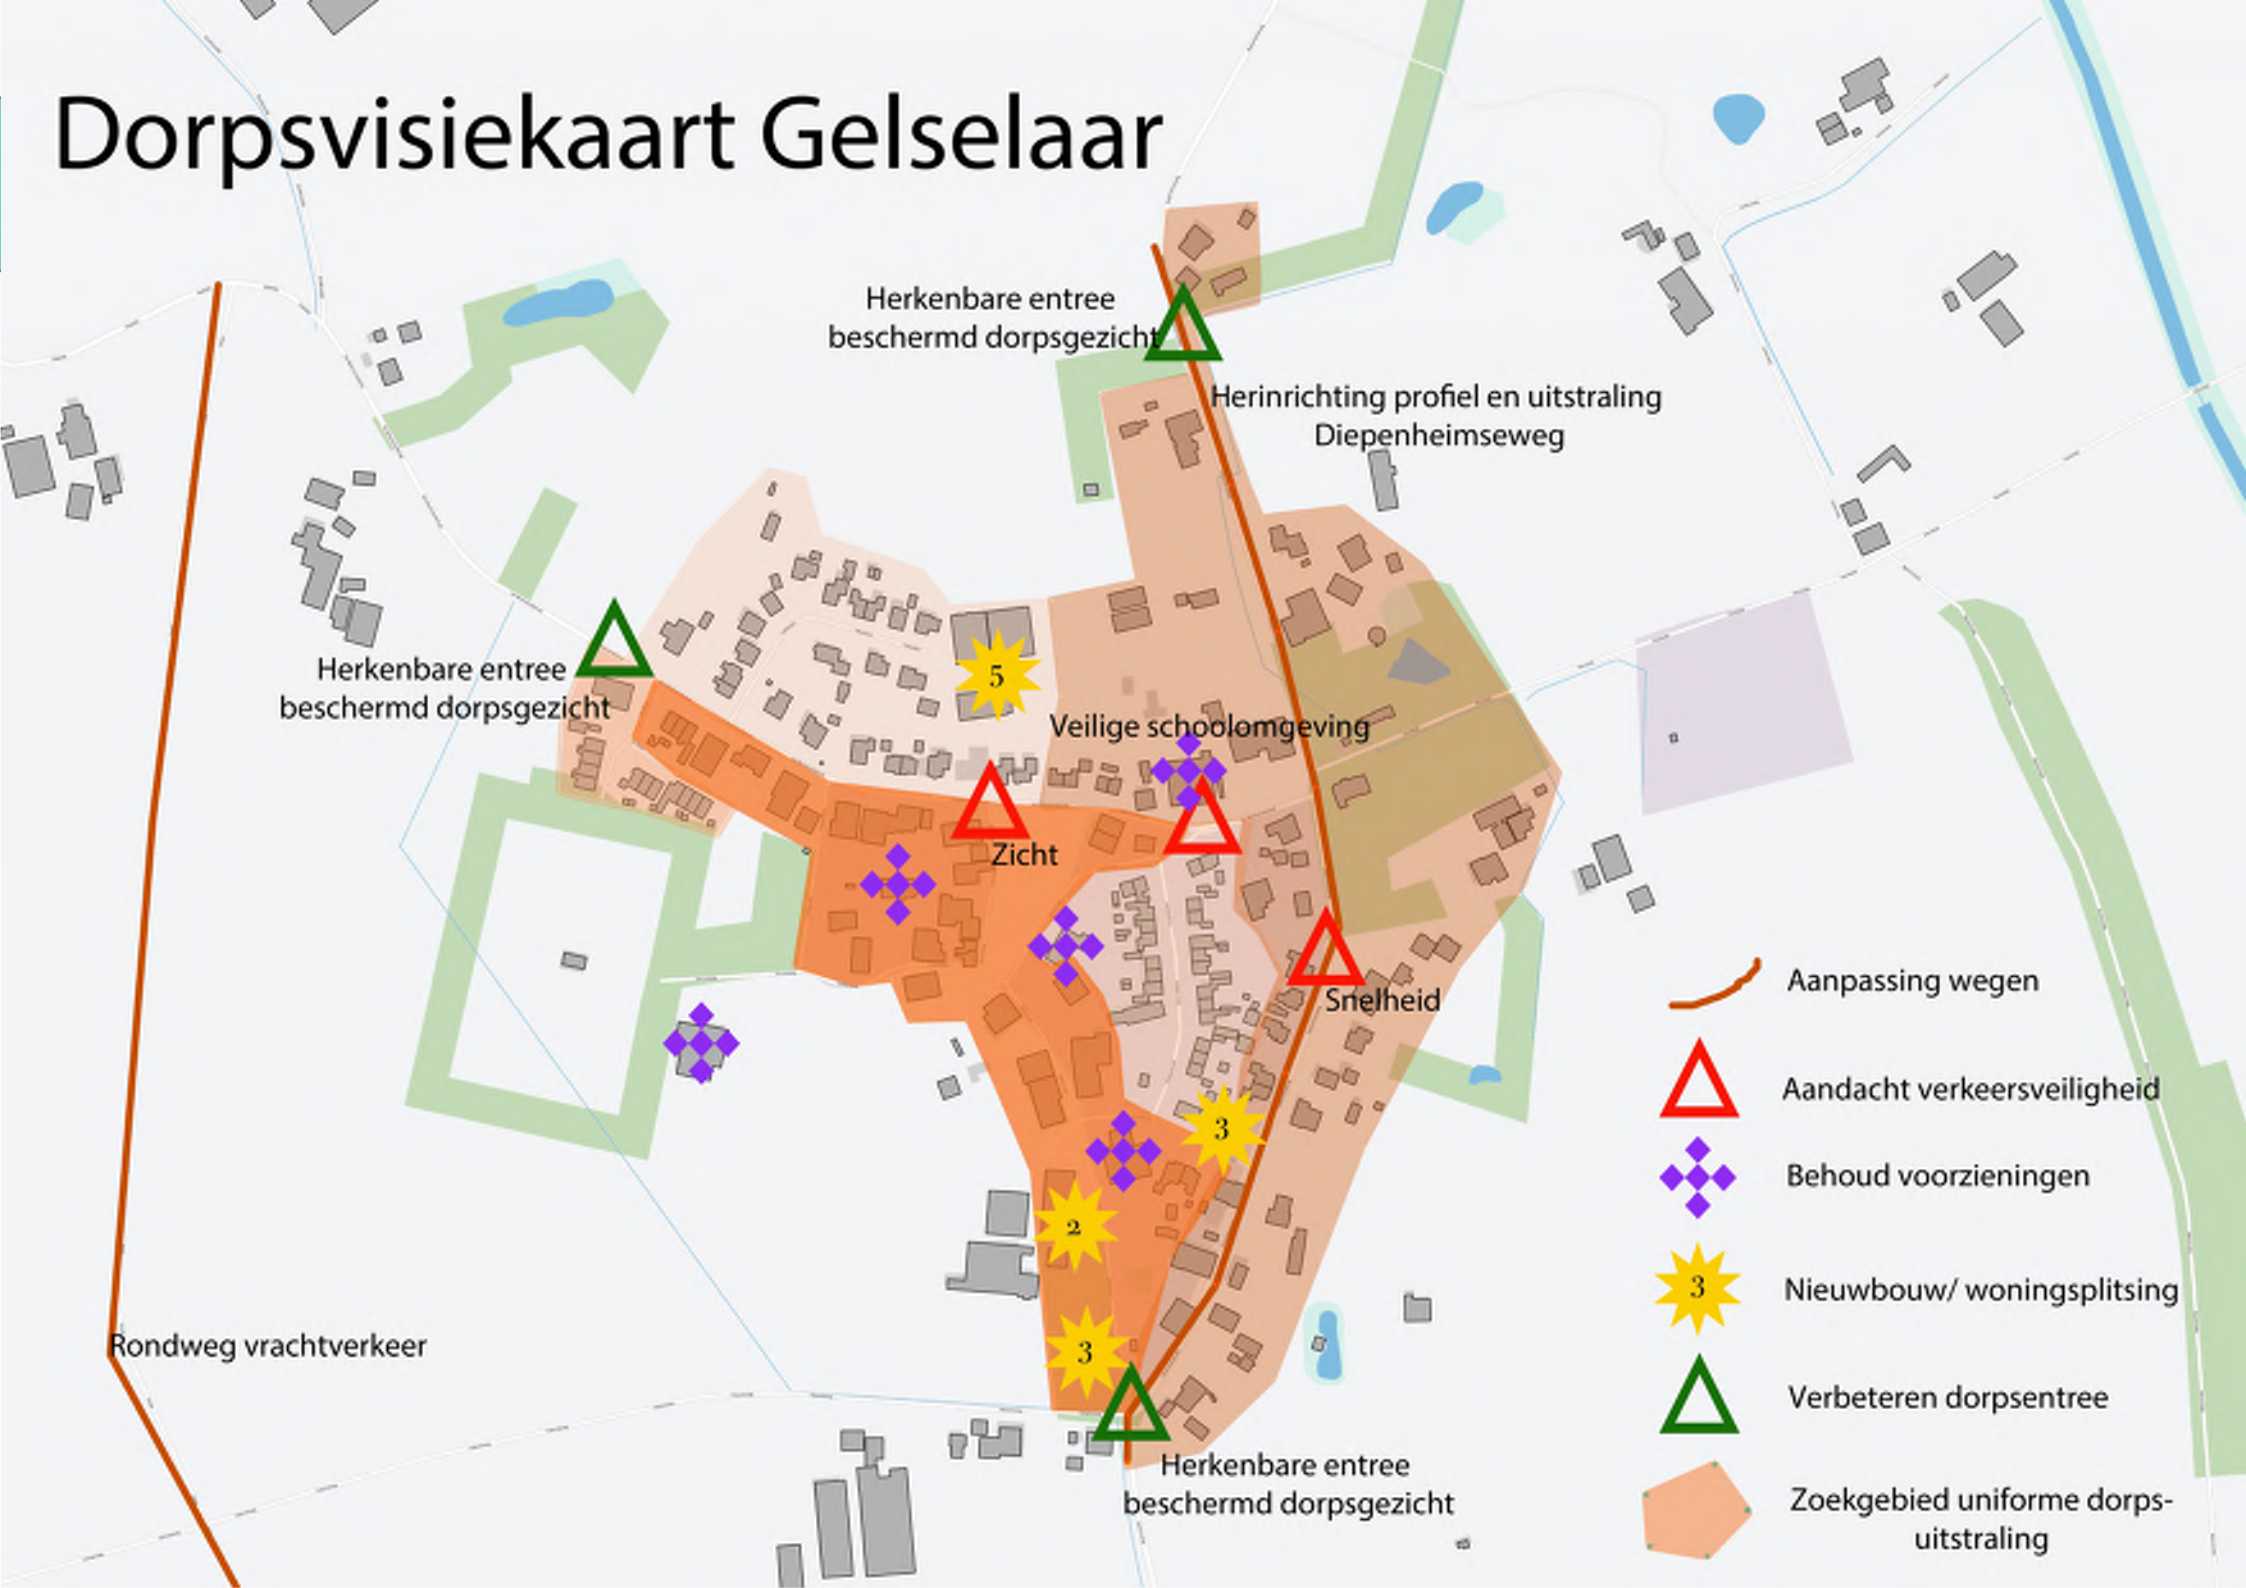 Dorpsvisiekaart Gelselaar
Herkenbare entree
beschermd dorpsgezicht
Herinrichting profiel en uitstraling
Diepenheimseweg
Herkenbare entree
beschermd dorpsgezicht
5
Veilige schoolomgeving
Zicht
Snelheid
3
2
3
Rondweg vrachtverkeer
Herkenbare entree
beschermd dorpsgezicht
Aanpassing wegen
Aandacht verkeersveiligheid
Behoud voorzieningen
3
Nieuwbouw/ woningsplitsing
Verbeteren dorpsentree
Zoekgebied uniforme dorps-
uitstraling